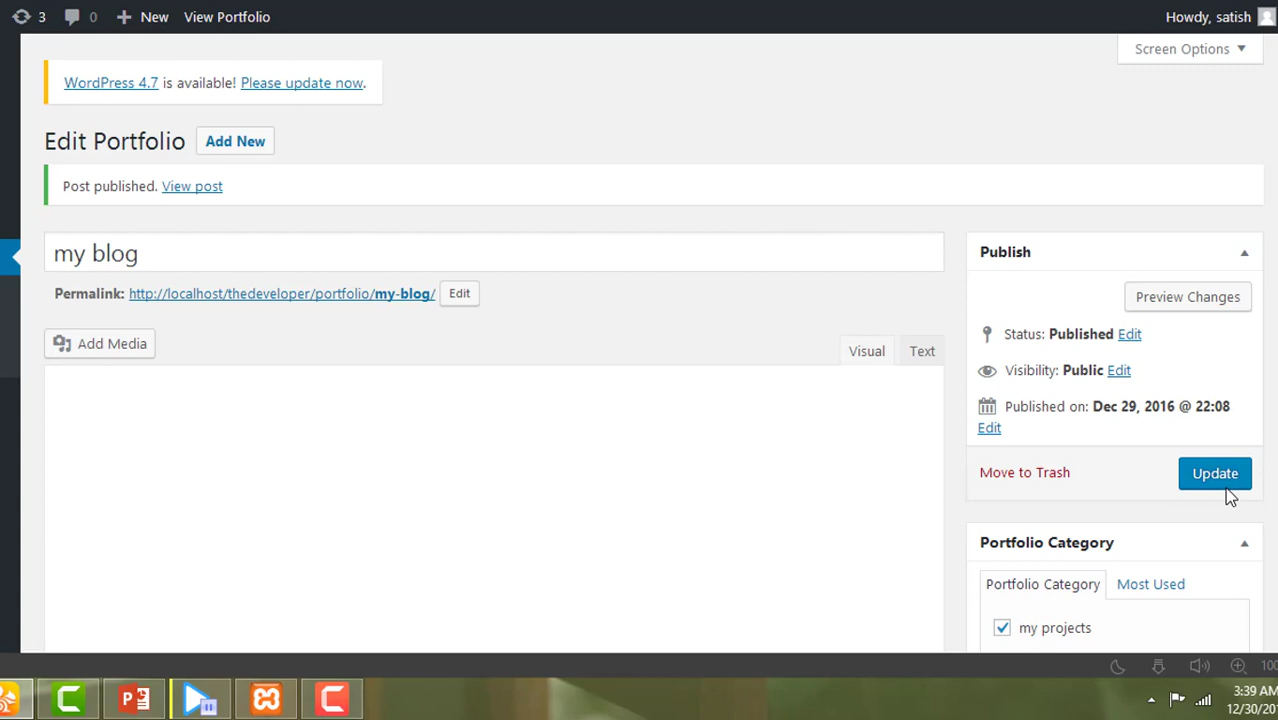 3 0 New View Portfolio Howdy, satish
Screen Options
WordPress 4.7 is available! Please update now.
Edit Portfolio Add New
Post published. View post
my blog
Permalink: http://localhost/thedeveloper/portfolio/my-blog/ Edit
Add Media
Visual Text
Publish
Preview Changes
Status: Published Edit
Visibility: Public Edit
Published on: Dec 29, 2016 @ 22:08
Edit
Move to Trash Update
Portfolio Category
Portfolio Category Most Used
my projects
100
3:39 AM
12/30/201